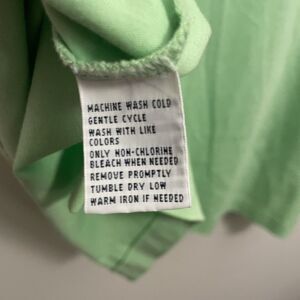 MACHINE WASH COLD
GENTLE CYCLE
WASH WITH LIKE
COLORS
ONLY NON-CHLORINE
BLEACH WHEN NEEDED
REMOVE PROMPTLY
TUMBLE DRY LOW
WARM IRON IF NEEDED